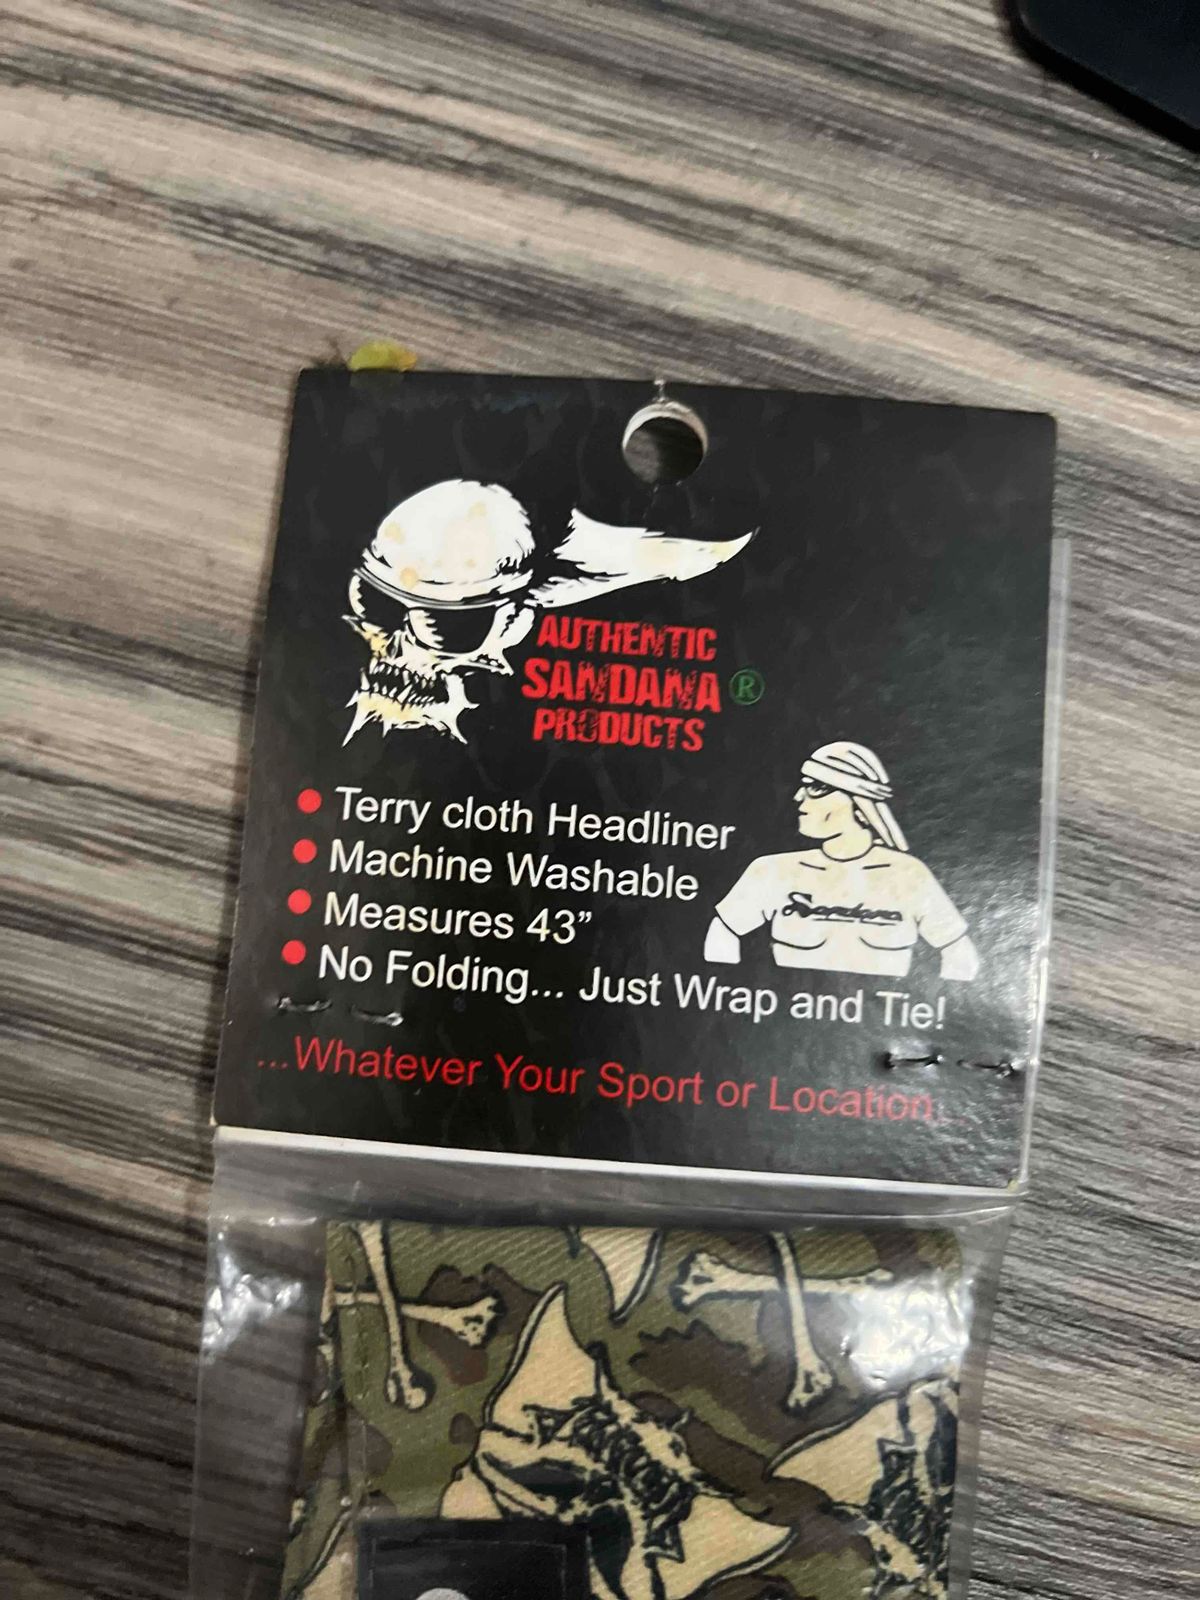 AUTHENTIC
SANDANA ®
PRODUCTS
• Terry cloth Headliner
• Machine Washable
• Measures 43”
• No Folding... Just Wrap and Tie!
Sandana
...Whatever Your Sport or Location...